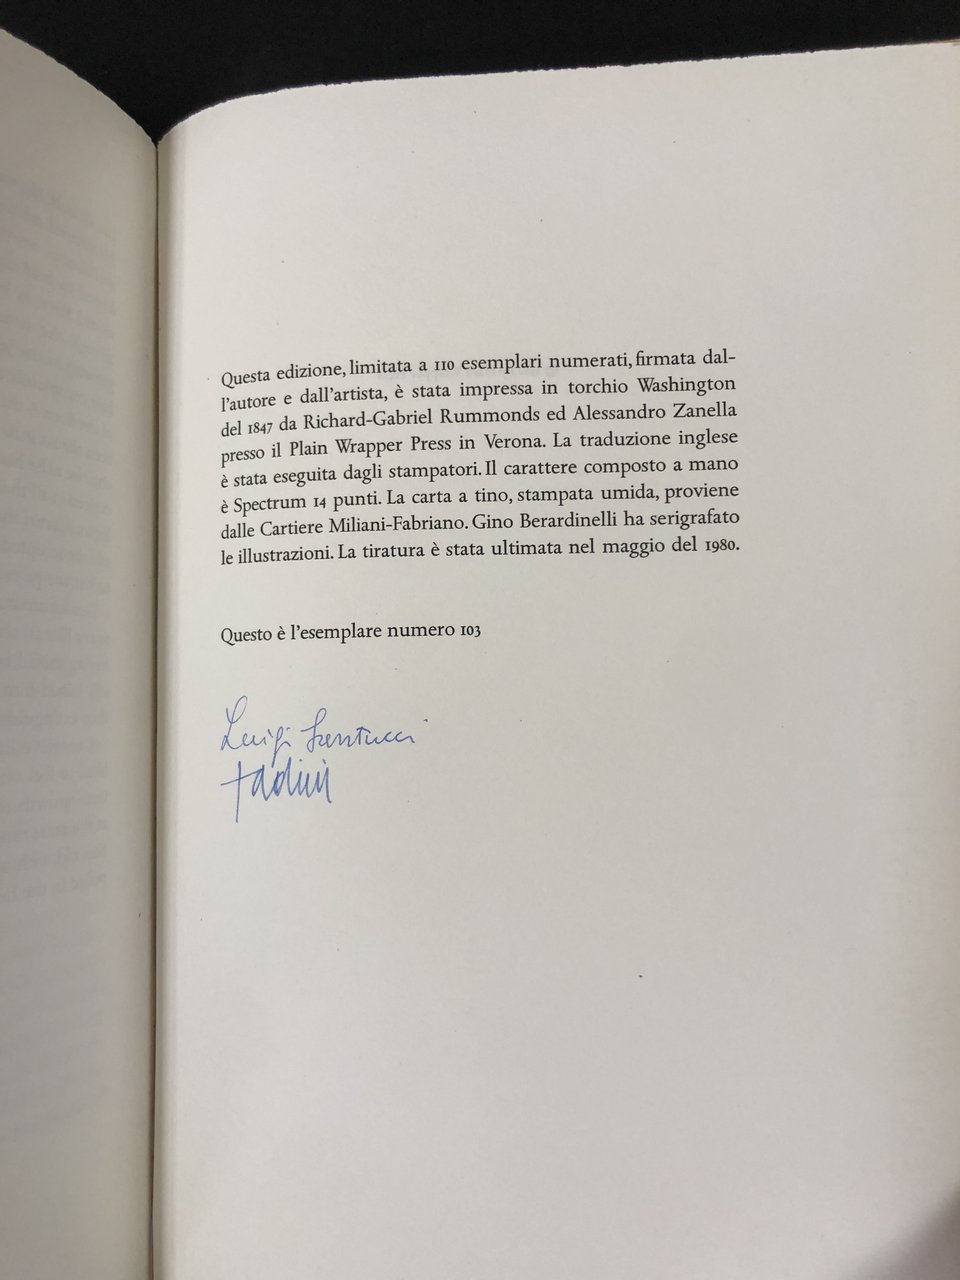 Questa edizione, limitata a 110 esemplari numerati, firmata dal-
l'autore e dall'artista, è stata impressa in torchio Washington
del 1847 da Richard-Gabriel Rummonds ed Alessandro Zanella
presso il Plain Wrapper Press in Verona. La traduzione inglese
è stata eseguita dagli stampatori. Il carattere composto a mano
è Spectrum 14 punti. La carta a tino, stampata umida, proviene
dalle Cartiere Miliani-Fabriano. Gino Berardinelli ha serigrafato
le illustrazioni. La tiratura è stata ultimata nel maggio del 1980.
Questo è l'esemplare numero 103
Luigi Santucci
tadini